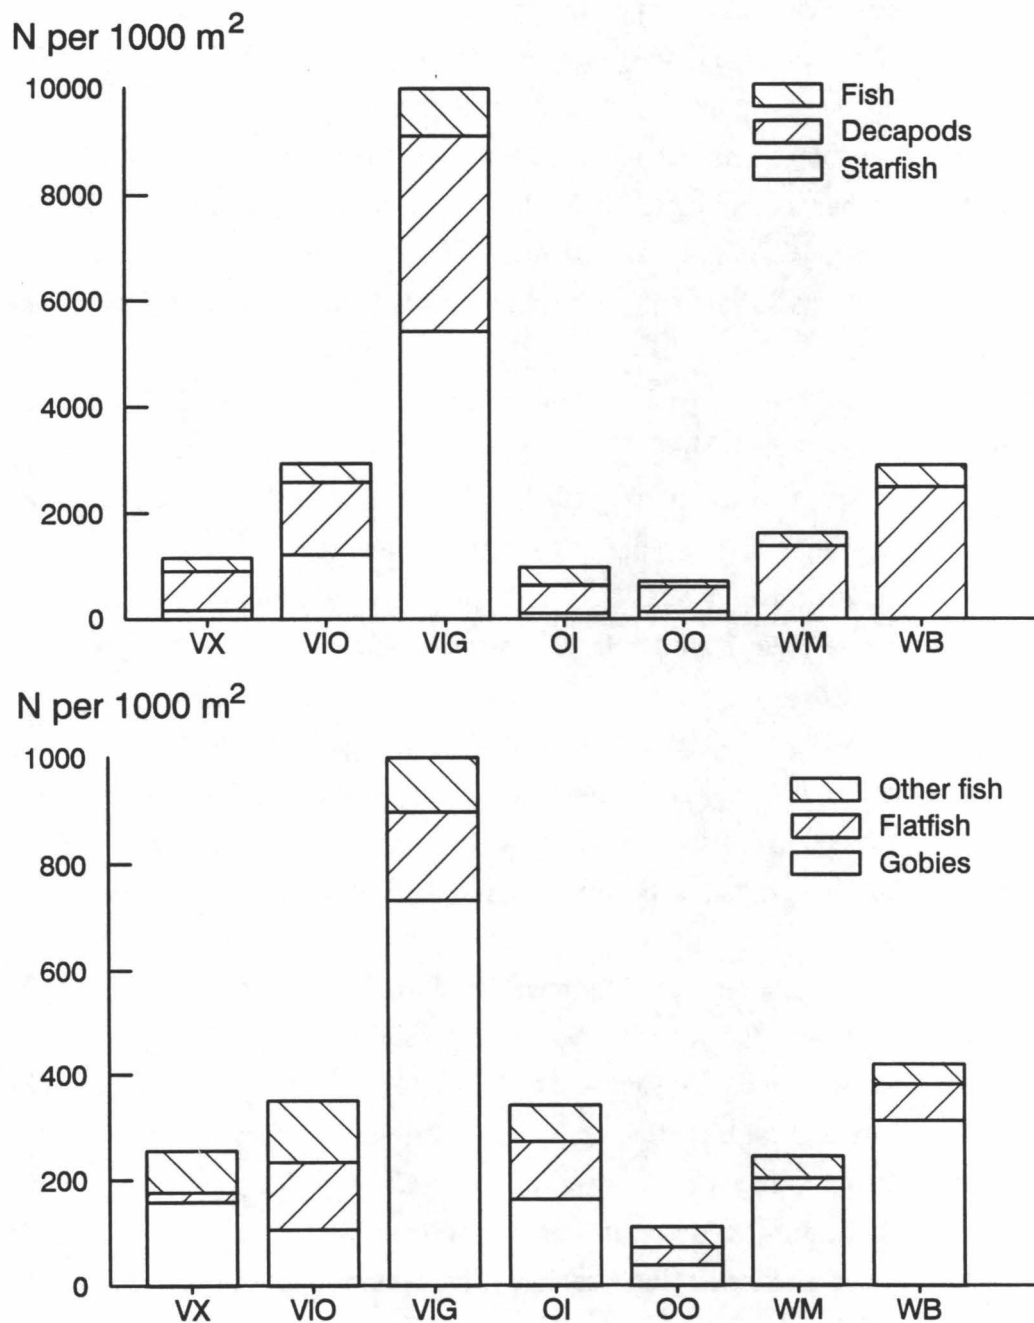 N per 1000 m²
10000
8000
6000
4000
2000
0
Fish
Decapods
Starfish
VX VIO VIG OI OO WM WB
N per 1000 m²
1000
800
600
400
200
0
Other fish
Flatfish
Gobies
VX VIO VIG OI OO WM WB